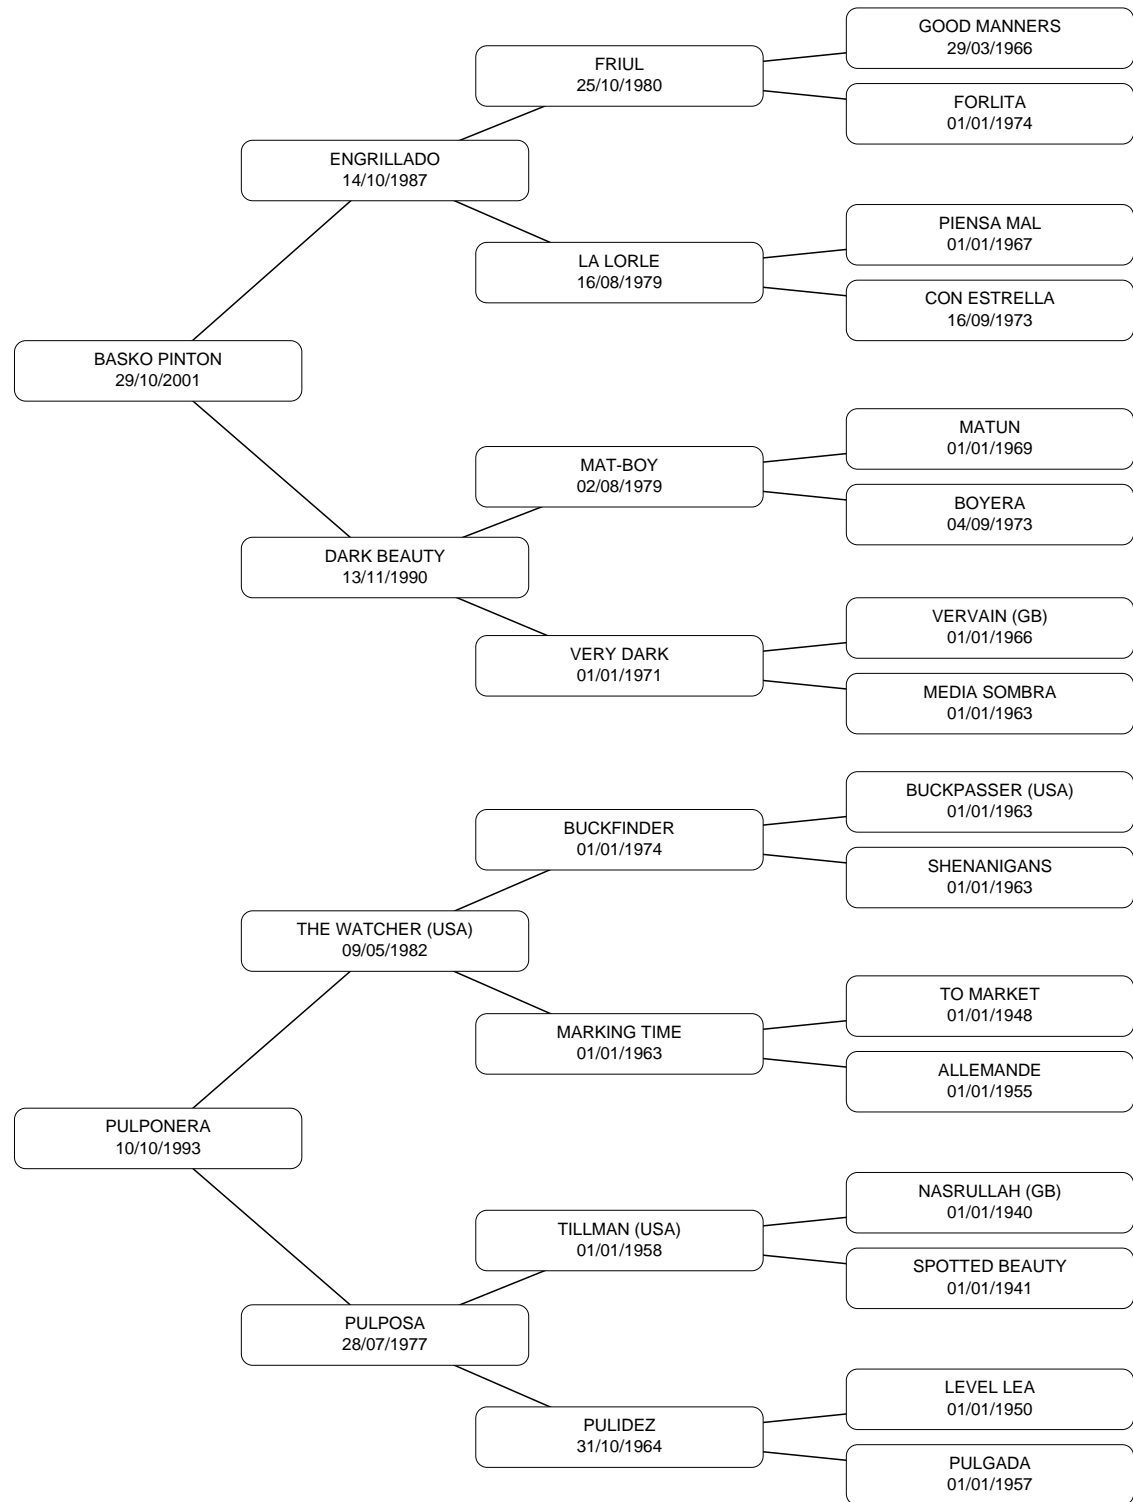 GOOD MANNERS
29/03/1966
FRIUL
25/10/1980
FORLITA
01/01/1974
ENGRILLADO
14/10/1987
PIENSA MAL
01/01/1967
LA LORLE
16/08/1979
CON ESTRELLA
16/09/1973
BASKO PINTON
29/10/2001
MATUN
01/01/1969
MAT-BOY
02/08/1979
BOYERA
04/09/1973
DARK BEAUTY
13/11/1990
VERVAIN (GB)
01/01/1966
VERY DARK
01/01/1971
MEDIA SOMBRA
01/01/1963
BUCKPASSER (USA)
01/01/1963
BUCKFINDER
01/01/1974
SHENANIGANS
01/01/1963
THE WATCHER (USA)
09/05/1982
TO MARKET
01/01/1948
MARKING TIME
01/01/1963
ALLEMANDE
01/01/1955
PULPONERA
10/10/1993
NASRULLAH (GB)
01/01/1940
TILLMAN (USA)
01/01/1958
SPOTTED BEAUTY
01/01/1941
PULPOSA
28/07/1977
LEVEL LEA
01/01/1950
PULIDEZ
31/10/1964
PULGADA
01/01/1957